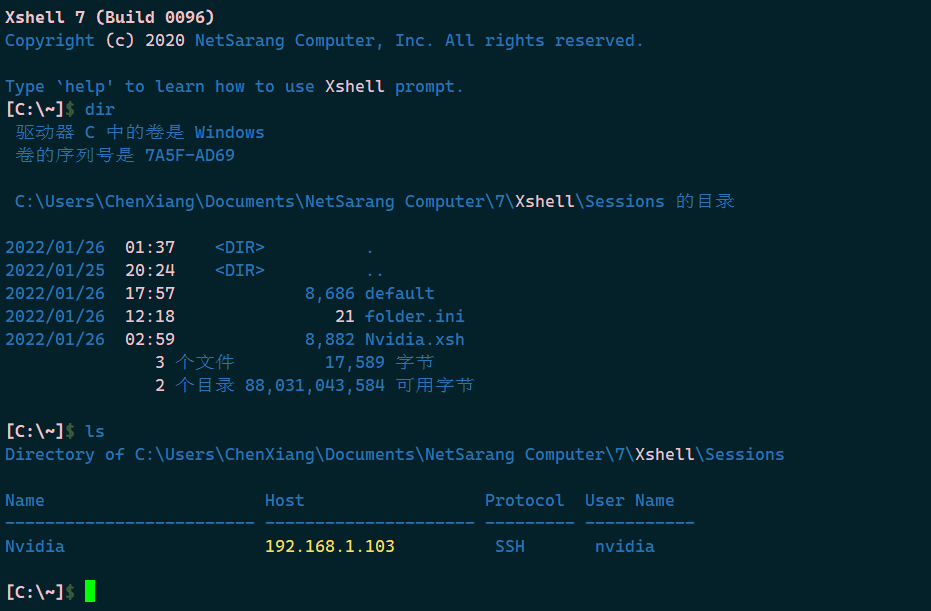 Xshell 7 (Build 0096)
Copyright (c) 2020 NetSarang Computer, Inc. All rights reserved.
Type `help' to learn how to use Xshell prompt.
[C:\~]$ dir
驱动器 C 中的卷是 Windows
卷的序列号是 7A5F-AD69
C:\Users\ChenXiang\Documents\NetSarang Computer\7\Xshell\Sessions 的目录
2022/01/26  01:37    <DIR>          .
2022/01/25  20:24    <DIR>          ..
2022/01/26  17:57             8,686 default
2022/01/26  12:18                21 folder.ini
2022/01/26  02:59             8,882 Nvidia.xsh
3 个文件         17,589 字节
2 个目录 88,031,043,584 可用字节
[C:\~]$ ls
Directory of C:\Users\ChenXiang\Documents\NetSarang Computer\7\Xshell\Sessions
Name                      Host                  Protocol  User Name
------------------------- --------------------- --------- -----------
Nvidia                    192.168.1.103          SSH       nvidia
[C:\~]$